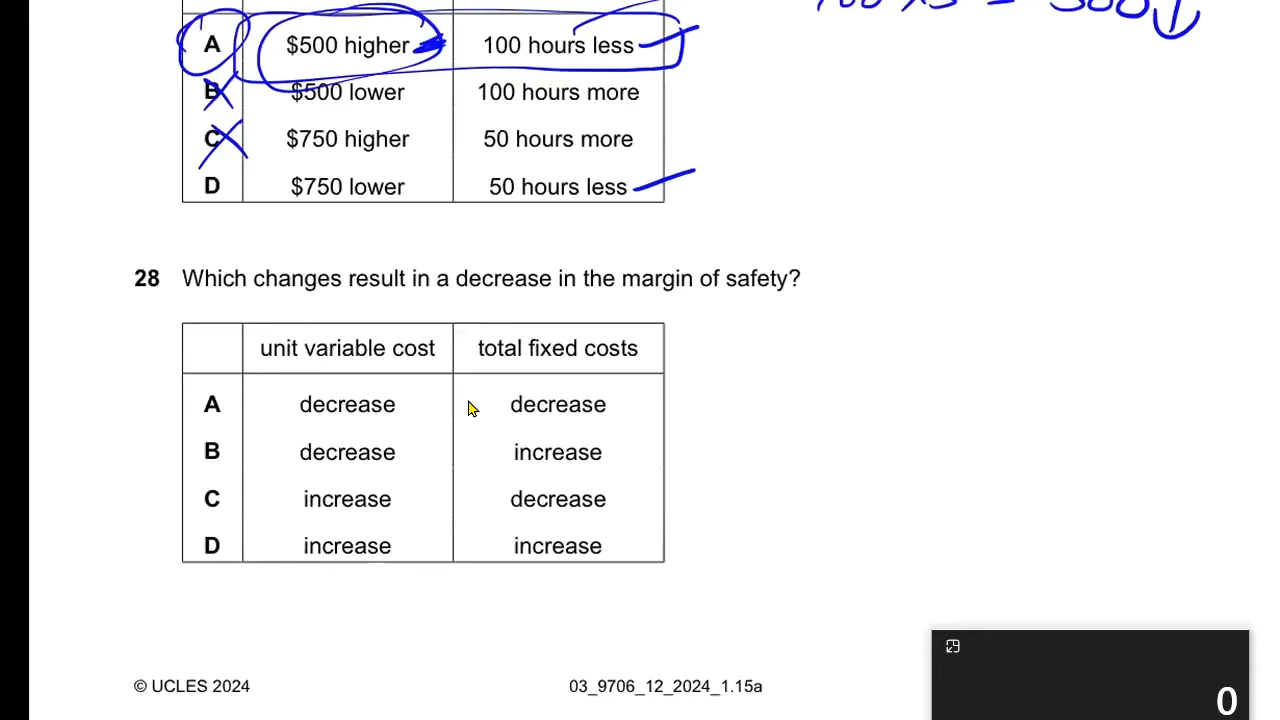 A $500 higher 100 hours less
B $500 lower 100 hours more
C $750 higher 50 hours more
D $750 lower 50 hours less
28 Which changes result in a decrease in the margin of safety?
unit variable cost total fixed costs
A decrease decrease
B decrease increase
C increase decrease
D increase increase
© UCLES 2024 03_9706_12_2024_1.15a
0